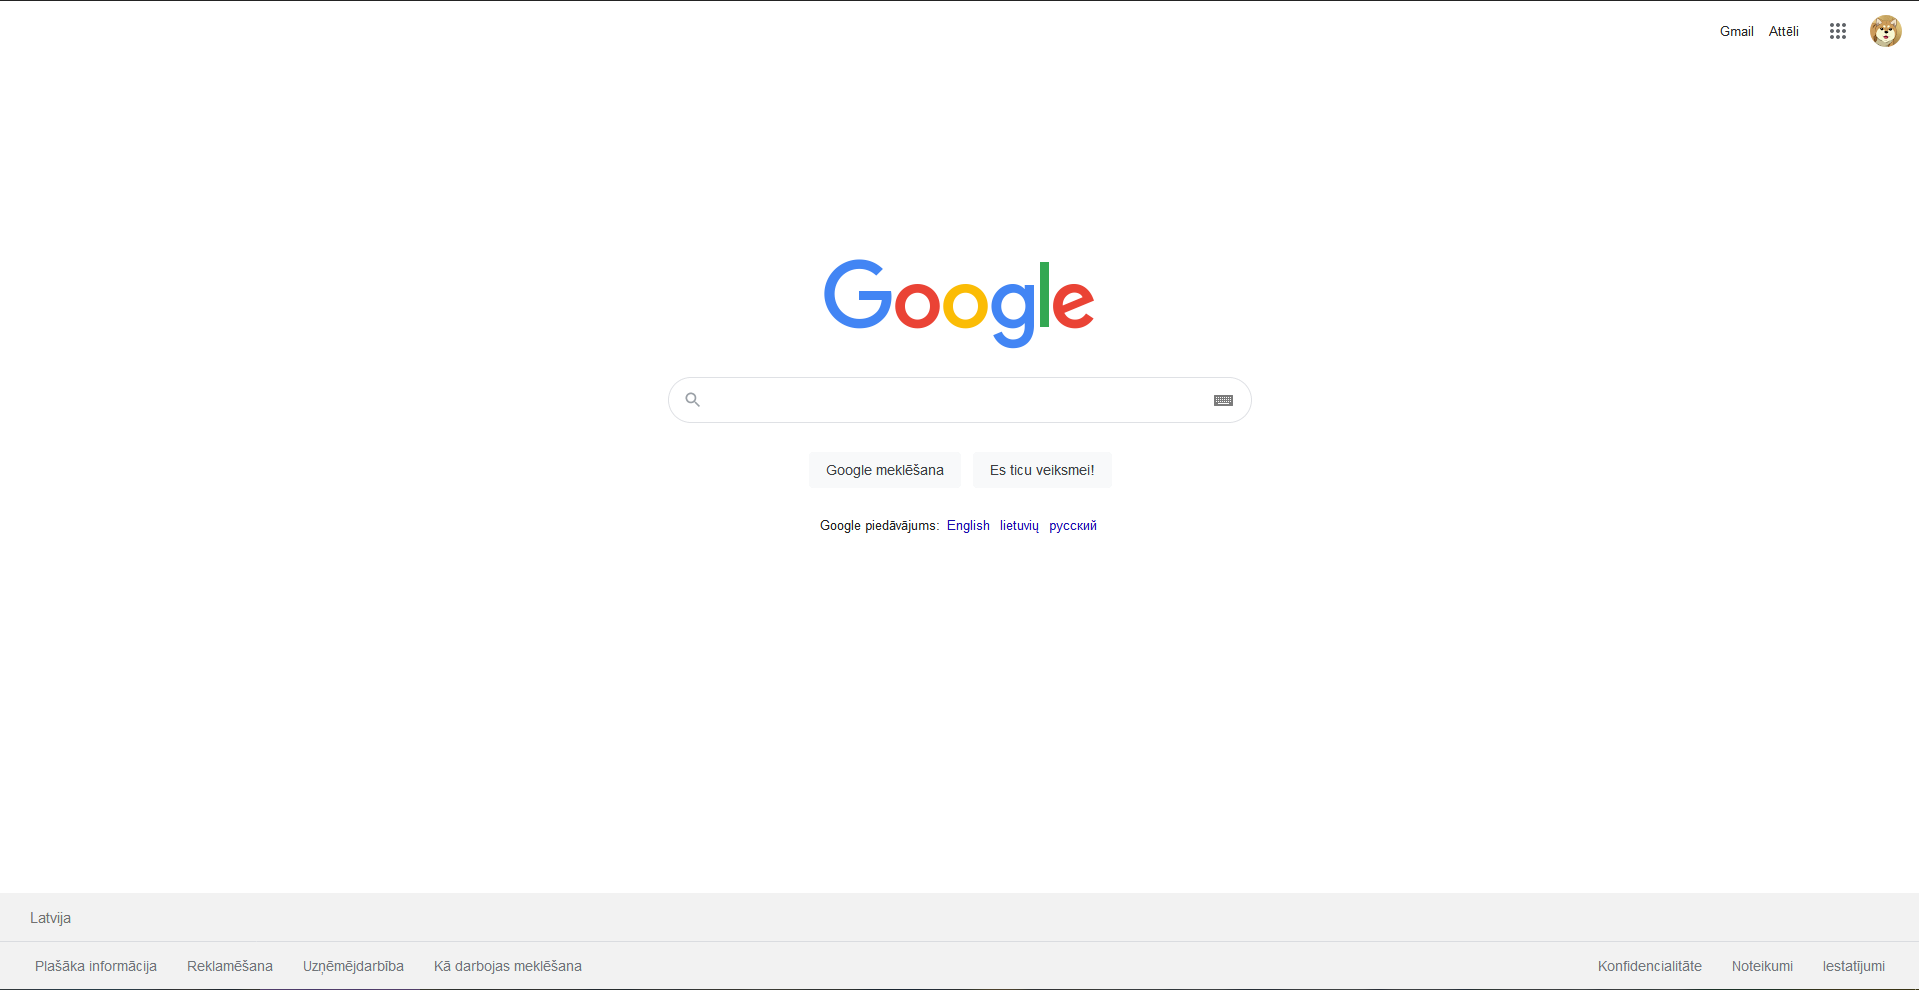 Gmail Attēli
Google
Google meklēšana Es ticu veiksmei!
Google piedāvājums: English lietuvių русский
Latvija
Plašāka informācija Reklamēšana Uzņēmējdarbība Kā darbojas meklēšana Konfidencialitāte Noteikumi Iestatījumi